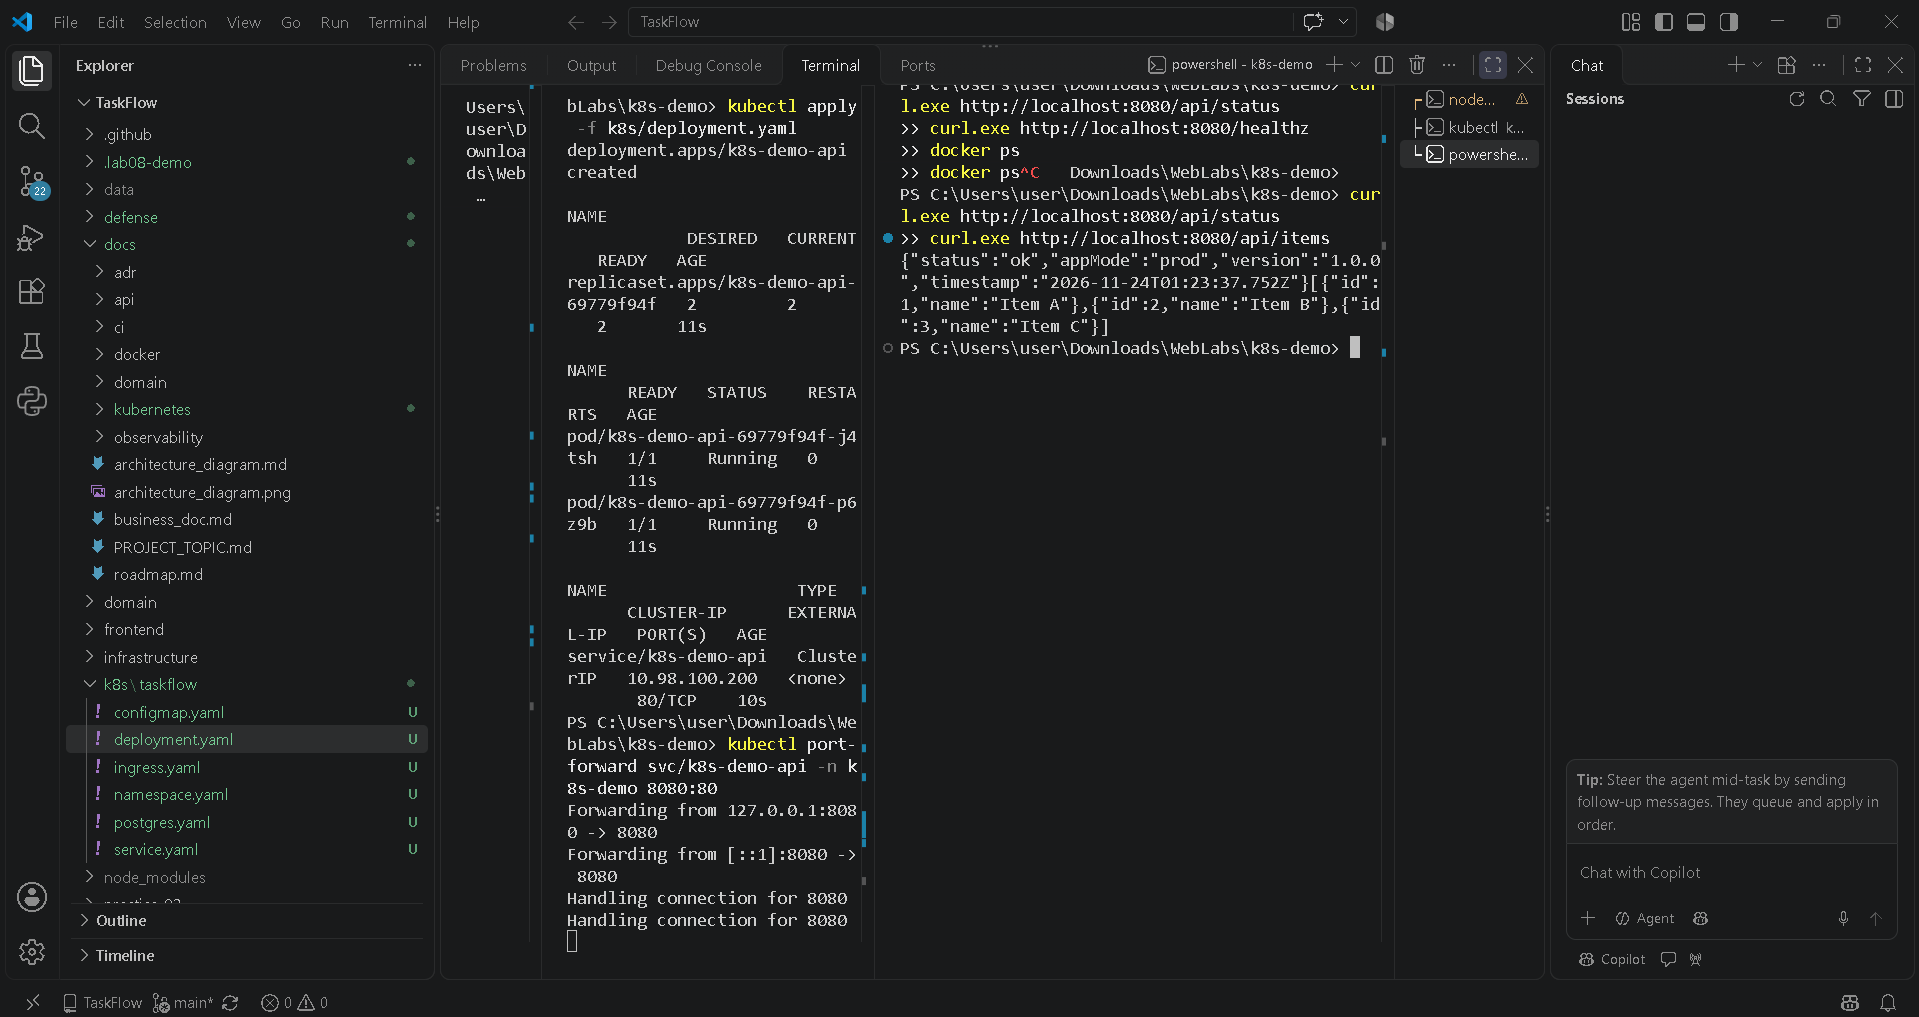 File Edit Selection View Go Run Terminal Help
TaskFlow
Explorer
TaskFlow
.github
.lab08-demo
data
defense
docs
adr
api
ci
docker
domain
kubernetes
observability
architecture_diagram.md
architecture_diagram.png
business_doc.md
PROJECT_TOPIC.md
roadmap.md
domain
frontend
infrastructure
k8s\taskflow
configmap.yaml U
deployment.yaml U
ingress.yaml U
namespace.yaml U
postgres.yaml U
service.yaml U
node_modules
Outline
Timeline
22
Problems Output Debug Console Terminal Ports
powershell - k8s-demo
Users\
user\D
ownloa
ds\Web
…
bLabs\k8s-demo> kubectl apply
-f k8s/deployment.yaml
deployment.apps/k8s-demo-api
created
NAME
DESIRED CURRENT
READY AGE
replicaset.apps/k8s-demo-api-
69779f94f 2 2
2 11s
NAME
READY STATUS RESTA
RTS AGE
pod/k8s-demo-api-69779f94f-j4
tsh 1/1 Running 0
11s
pod/k8s-demo-api-69779f94f-p6
z9b 1/1 Running 0
11s
NAME TYPE
CLUSTER-IP EXTERNA
L-IP PORT(S) AGE
service/k8s-demo-api Cluste
rIP 10.98.100.200 <none>
80/TCP 10s
PS C:\Users\user\Downloads\We
bLabs\k8s-demo> kubectl port-
forward svc/k8s-demo-api -n k
8s-demo 8080:80
Forwarding from 127.0.0.1:808
0 -> 8080
Forwarding from [::1]:8080 ->
8080
Handling connection for 8080
Handling connection for 8080
PS C:\Users\user\Downloads\WebLabs\k8s-demo> cur
l.exe http://localhost:8080/api/status
>> curl.exe http://localhost:8080/healthz
>> docker ps
>> docker ps^C Downloads\WebLabs\k8s-demo>
PS C:\Users\user\Downloads\WebLabs\k8s-demo> cur
l.exe http://localhost:8080/api/status
>> curl.exe http://localhost:8080/api/items
{"status":"ok","appMode":"prod","version":"1.0.0
","timestamp":"2026-11-24T01:23:37.752Z"}[{"id":
1,"name":"Item A"},{"id":2,"name":"Item B"},{"id
":3,"name":"Item C"}]
PS C:\Users\user\Downloads\WebLabs\k8s-demo>
node...
kubectl k...
powershe...
Chat
Sessions
Tip: Steer the agent mid-task by sending
follow-up messages. They queue and apply in
order.
Chat with Copilot
Agent
Copilot
TaskFlow main* 0 0